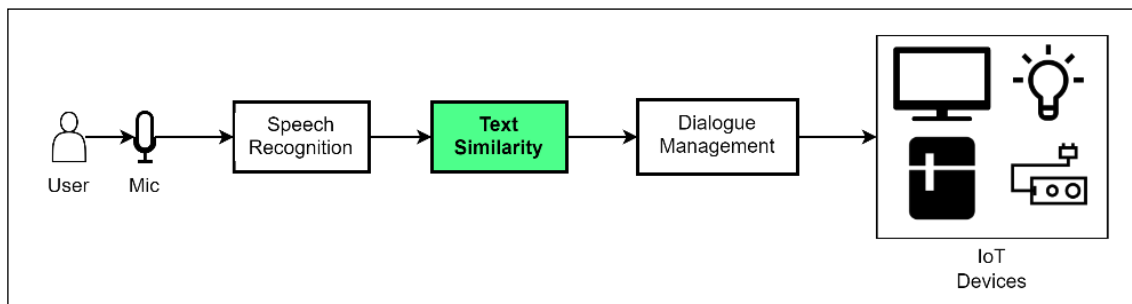 User
Mic
Speech
Recognition
Text
Similarity
Dialogue
Management
IoT
Devices